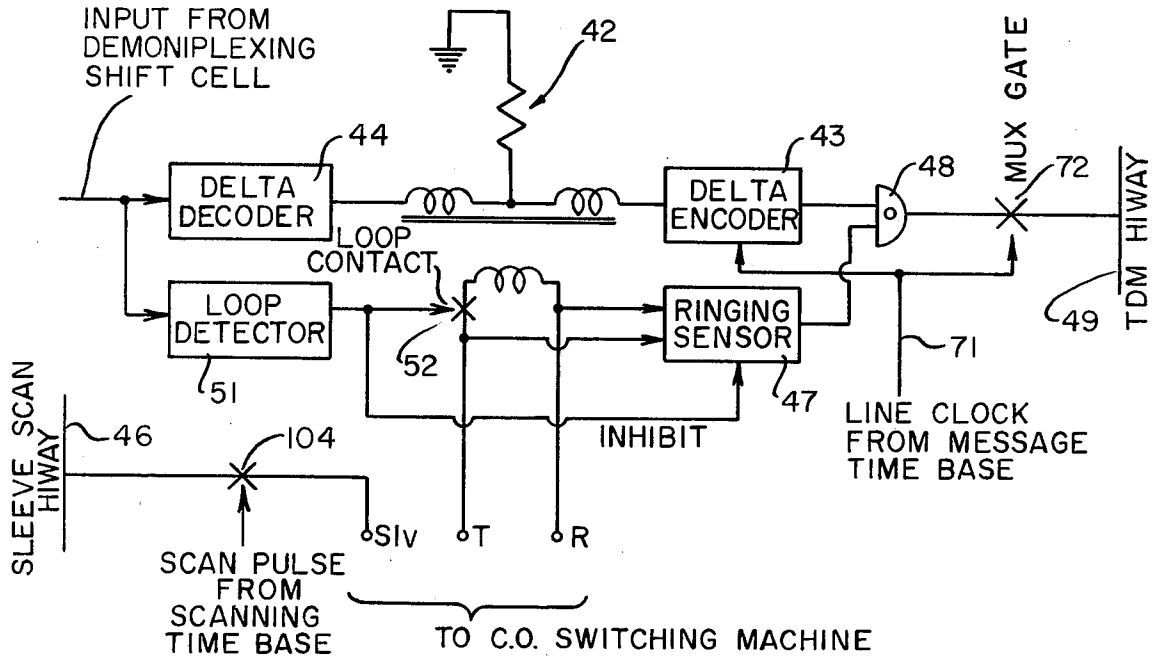 INPUT FROM
DEMONIPLEXING
SHIFT CELL
42
44
DELTA
DECODER
43
DELTA
ENCODER
48
MUX GATE
72
TDM HIWAY
49
LOOP
CONTACT
LOOP
DETECTOR
51
52
RINGING
SENSOR
47
71
INHIBIT
LINE CLOCK
FROM MESSAGE
TIME BASE
SLEEVE SCAN
HIWAY
46
104
Slv
T
R
SCAN PULSE
FROM
SCANNING
TIME BASE
TO C.O. SWITCHING MACHINE